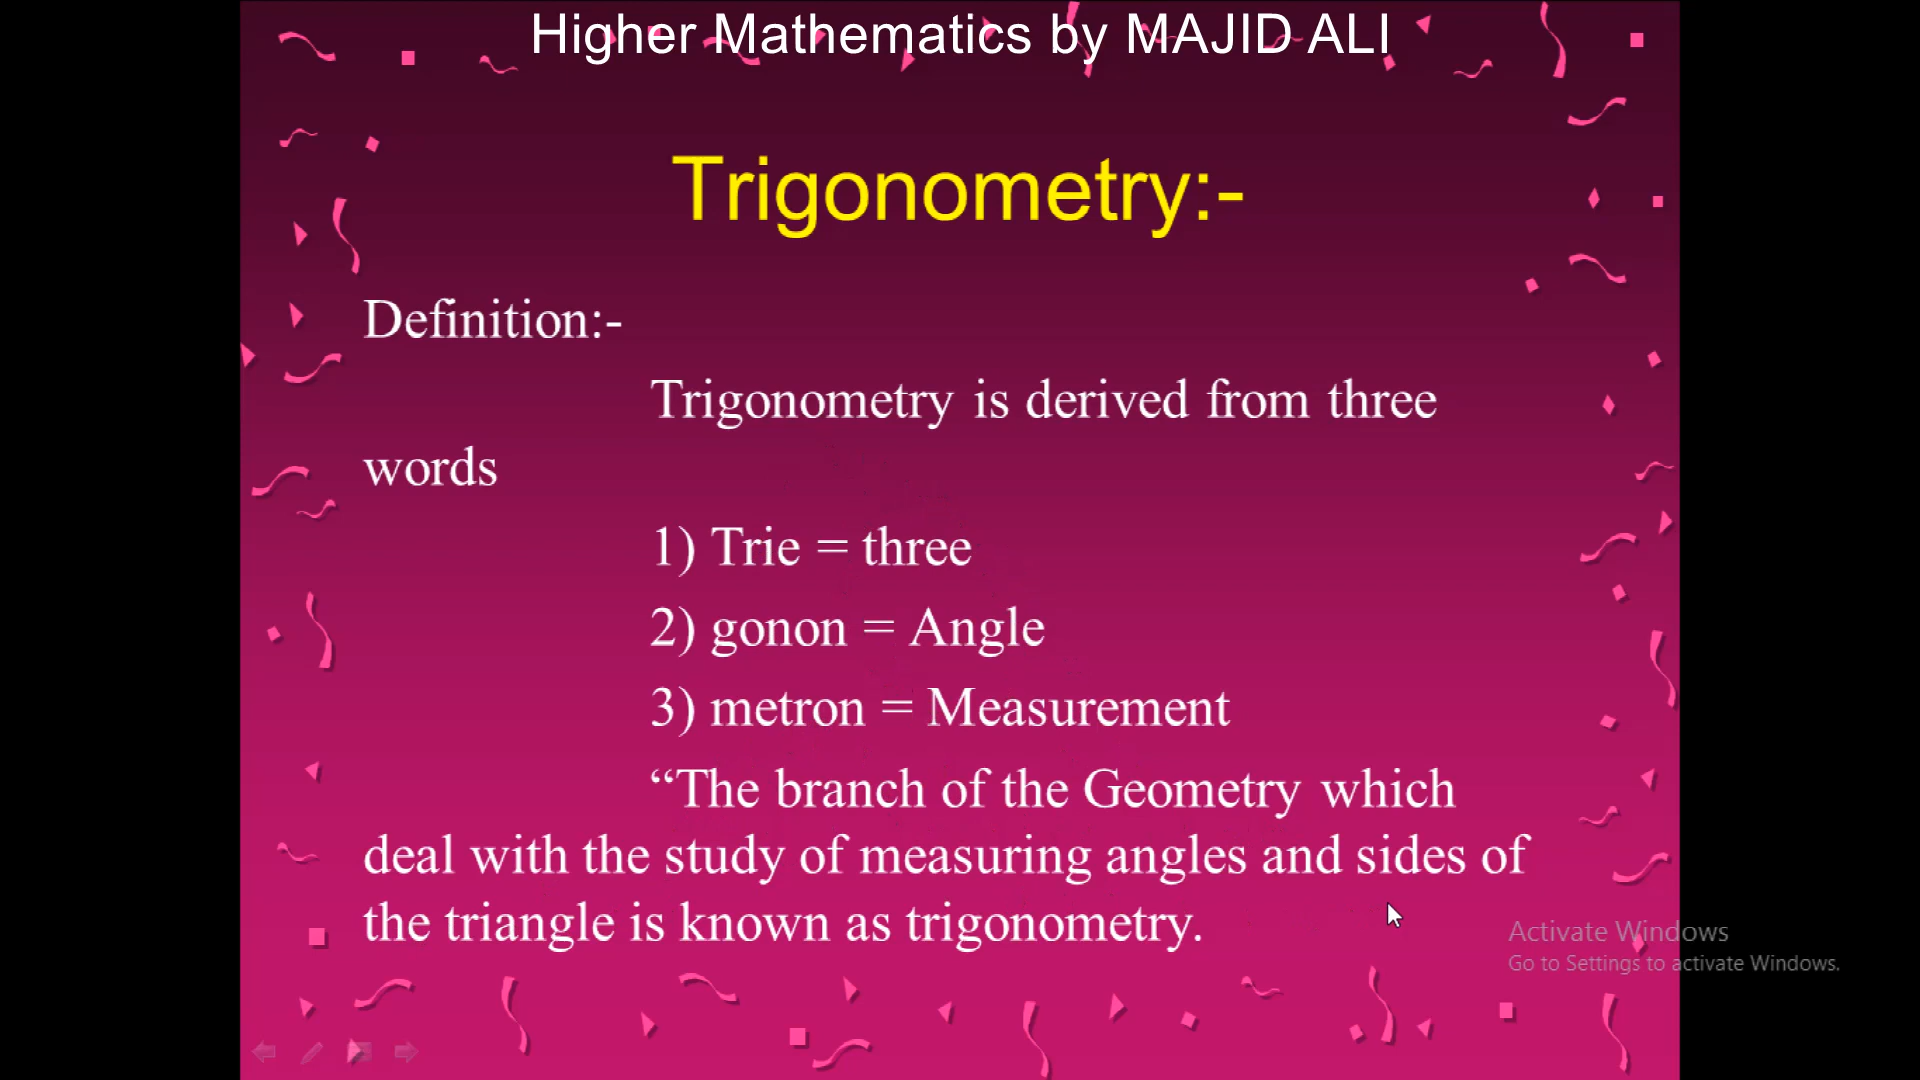 Higher Mathematics by MAJID ALI
Trigonometry:-
Definition:-
Trigonometry is derived from three
words
1) Trie = three
2) gonon = Angle
3) metron = Measurement
“The branch of the Geometry which
deal with the study of measuring angles and sides of
the triangle is known as trigonometry.
Activate Windows
Go to Settings to activate Windows.